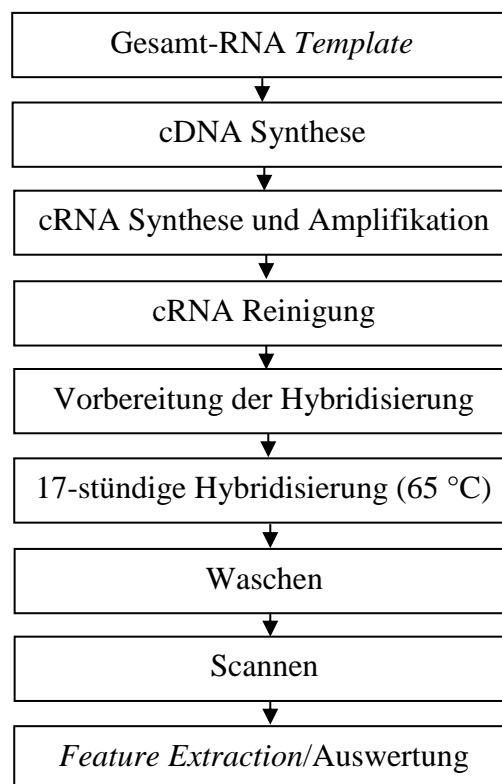 Gesamt-RNA Template
cDNA Synthese
cRNA Synthese und Amplifikation
cRNA Reinigung
Vorbereitung der Hybridisierung
17-stündige Hybridisierung (65 °C)
Waschen
Scannen
Feature Extraction/Auswertung